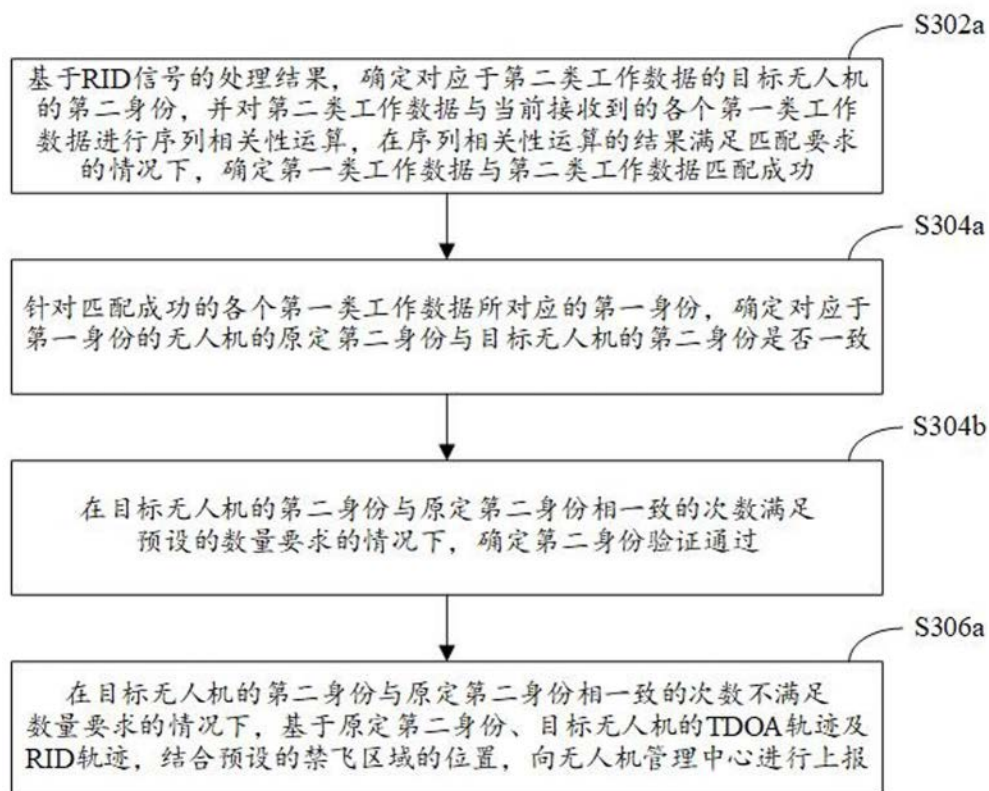 S302a
基于RID信号的处理结果，确定对应于第二类工作数据的目标无人机
的第二身份，并对第二类工作数据与当前接收到的各个第一类工作
数据进行序列相关性运算，在序列相关性运算的结果满足匹配要求
的情况下，确定第一类工作数据与第二类工作数据匹配成功
S304a
针对匹配成功的各个第一类工作数据所对应的第一身份，确定对应于
第一身份的无人机的原定第二身份与目标无人机的第二身份是否一致
S304b
在目标无人机的第二身份与原定第二身份相一致的次数满足
预设的数量要求的情况下，确定第二身份验证通过
S306a
在目标无人机的第二身份与原定第二身份相一致的次数不满足
数量要求的情况下，基于原定第二身份、目标无人机的TDOA轨迹及
RID轨迹，结合预设的禁飞区域的位置，向无人机管理中心进行上报